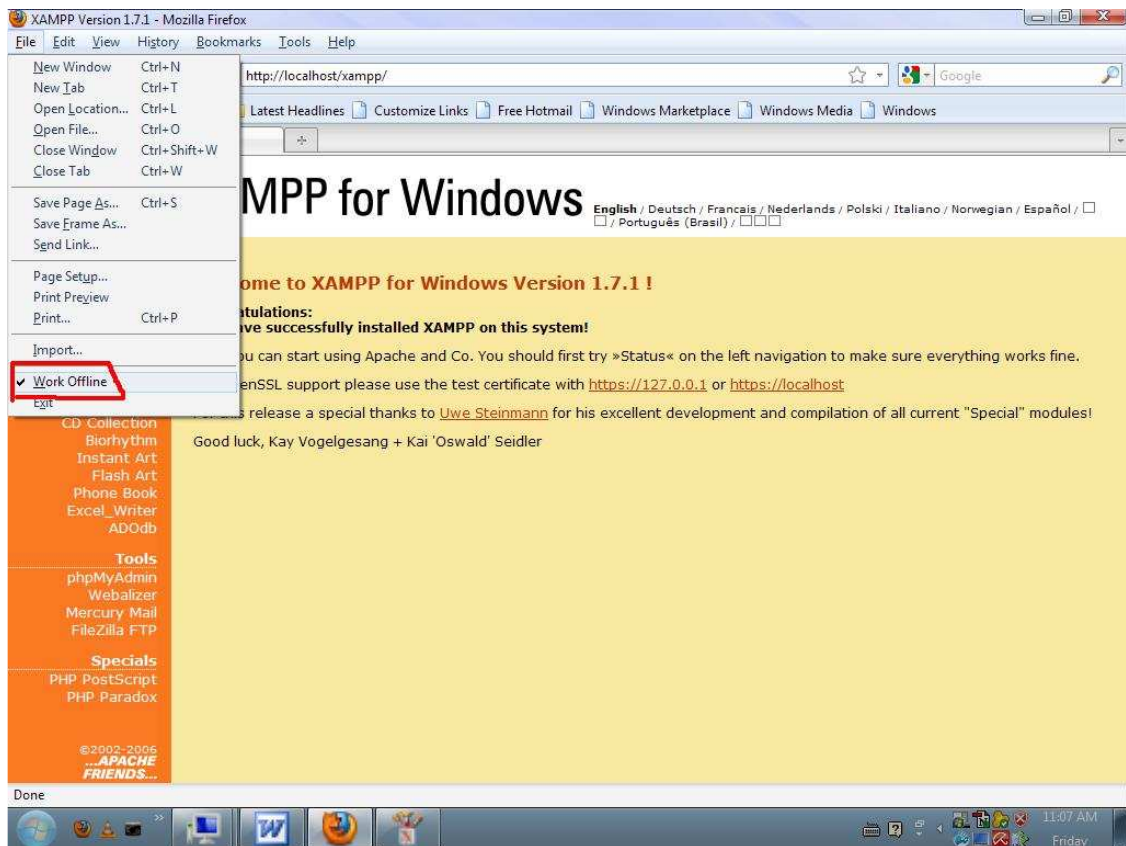 XAMPP Version 1.7.1 - Mozilla Firefox
File Edit View History Bookmarks Tools Help
New Window Ctrl+N
New Tab Ctrl+T
Open Location... Ctrl+L
Open File... Ctrl+O
Close Window Ctrl+Shift+W
Close Tab Ctrl+W
Save Page As... Ctrl+S
Save Frame As...
Send Link...
Page Setup...
Print Preview
Print... Ctrl+P
Import...
Work Offline
Exit
http://localhost/xampp/
Google
Latest Headlines Customize Links Free Hotmail Windows Marketplace Windows Media Windows
MPP for Windows
English / Deutsch / Francais / Nederlands / Polski / Italiano / Norwegian / Español / □
□ / Português (Brasil) / □□□
ome to XAMPP for Windows Version 1.7.1 !
atulations:
ve successfully installed XAMPP on this system!
u can start using Apache and Co. You should first try »Status« on the left navigation to make sure everything works fine.
enSSL support please use the test certificate with https://127.0.0.1 or https://localhost
For this release a special thanks to Uwe Steinmann for his excellent development and compilation of all current "Special" modules!
Good luck, Kay Vogelgesang + Kai 'Oswald' Seidler
CD Collection
Biorhythm
Instant Art
Flash Art
Phone Book
Excel_Writer
ADOdb
Tools
phpMyAdmin
Webalizer
Mercury Mail
FileZilla FTP
Specials
PHP PostScript
PHP Paradox
©2002-2006
...APACHE
FRIENDS...
Done
11:07 AM
Friday